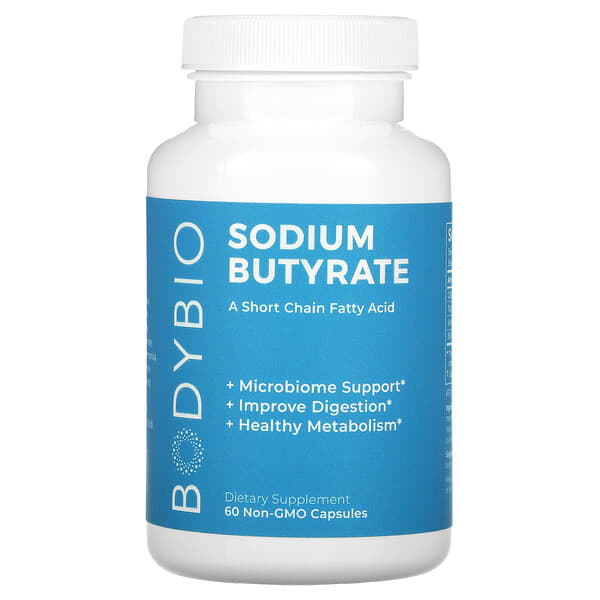 BODYBIO
SODIUM
BUTYRATE
A Short Chain Fatty Acid
+ Microbiome Support*
+ Improve Digestion*
+ Healthy Metabolism*
Dietary Supplement
60 Non-GMO Capsules